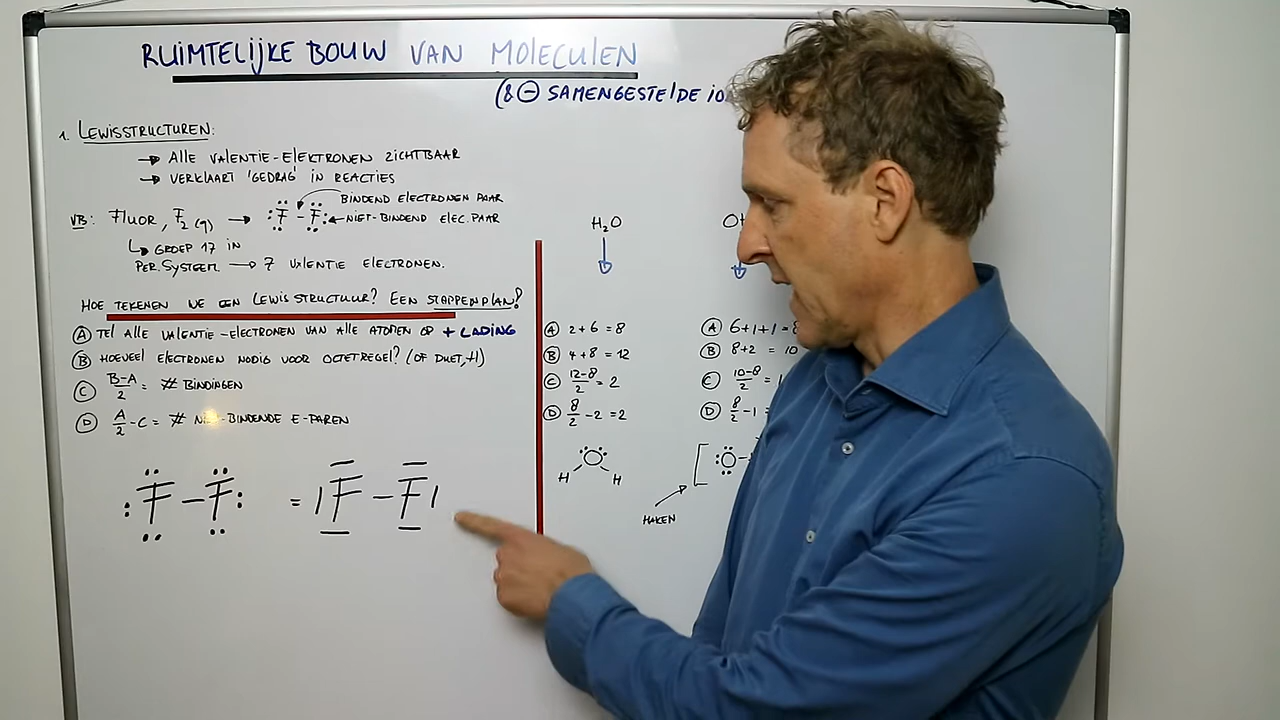 RUIMTELIJKE BOUW VAN MOLECULEN
(& ⊖ SAMENGESTELDE IO
1. LEWISSTRUCTUREN:
→ ALLE VALENTIE-ELEKTRONEN ZICHTBAAR
→ VERKLAART 'GEDRAG' IN REACTIES
BINDEND ELECTRONEN PAAR
VB: FLUOR, F₂(g) → :F̈ - F̈: ← NIET-BINDEND ELEC. PAAR
↳ GROEP 17 IN
PER. SYSTEEM → 7 VALENTIE ELECTRONEN.
HOE TEKENEN WE EEN LEWISSTRUCTUUR? EEN STAPPENPLAN!
(A) TEL ALLE VALENTIE-ELECTRONEN VAN ALLE ATOMEN OP + LADING
(B) HOEVEEL ELECTRONEN NODIG VOOR OCTETREGEL? (OF DUET, H)
(C) B-A/2 = # BINDINGEN
(D) A/2 - C = # NIET-BINDENDE E-PAREN
:F̈ - F̈: = |F - F|
H₂O
(A) 2+6 = 8
(B) 4+8 = 12
(C) 12-8/2 = 2
(D) 8/2 - 2 = 2
O
H H
OH
(A) 6+1+1 = 8
(B) 8+2 = 10
(C) 10-8/2 = 1
(D) 8/2 - 1 =
[:O -
HAKEN